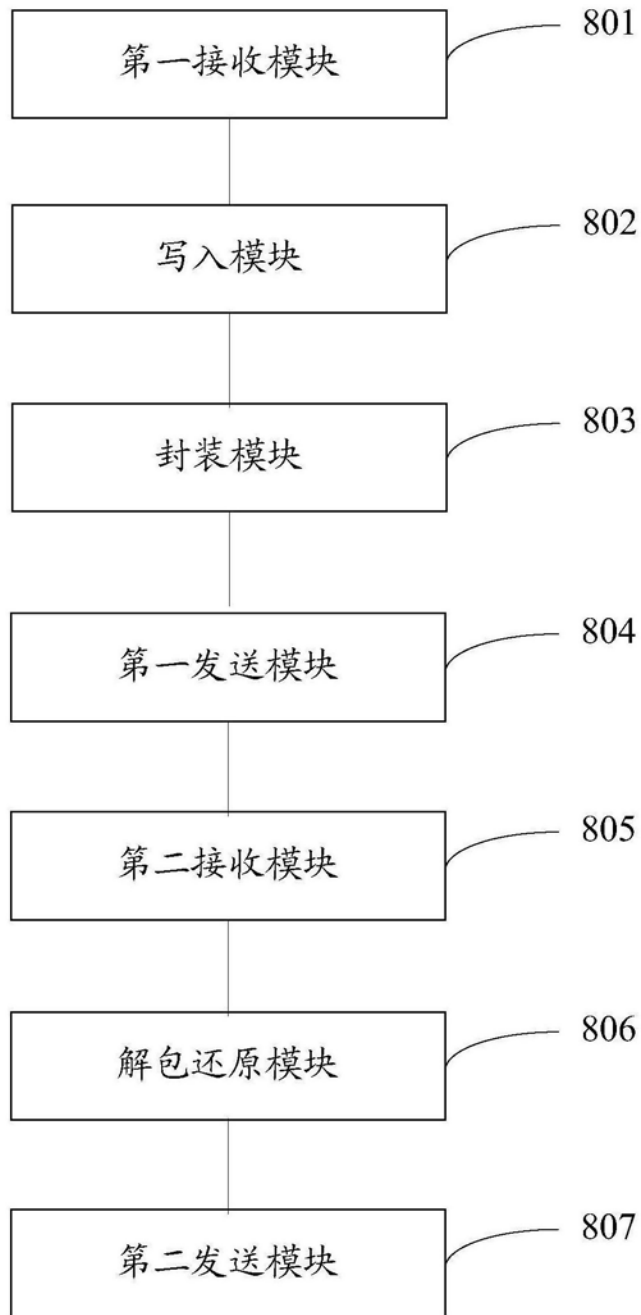 第一接收模块
801
写入模块
802
封装模块
803
第一发送模块
804
第二接收模块
805
解包还原模块
806
第二发送模块
807